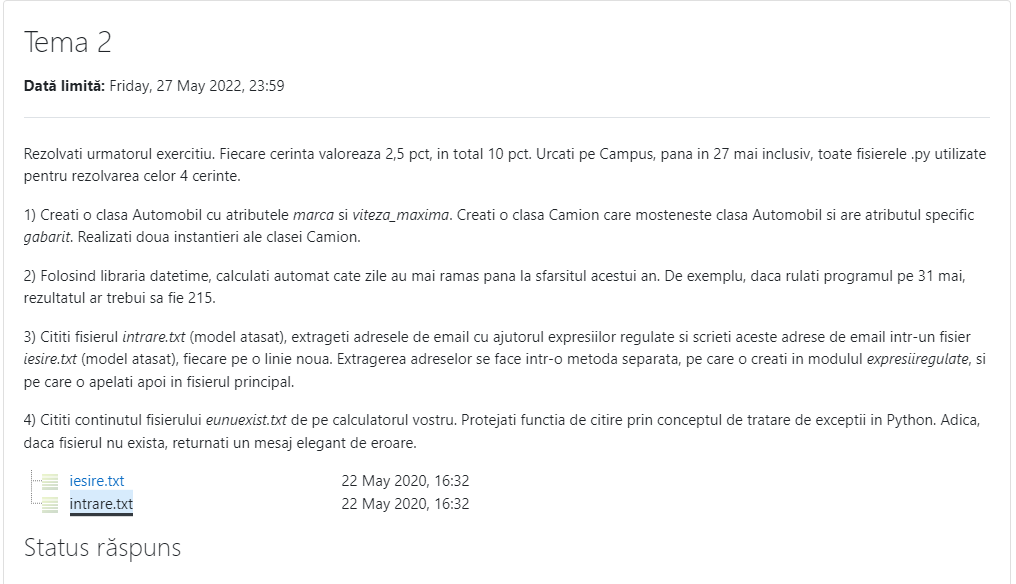 Tema 2
Dată limită: Friday, 27 May 2022, 23:59
Rezolvati urmatorul exercitiu. Fiecare cerinta valoreaza 2,5 pct, in total 10 pct. Urcati pe Campus, pana in 27 mai inclusiv, toate fisierele .py utilizate
pentru rezolvarea celor 4 cerinte.
1) Creati o clasa Automobil cu atributele marca si viteza_maxima. Creati o clasa Camion care mosteneste clasa Automobil si are atributul specific
gabarit. Realizati doua instantieri ale clasei Camion.
2) Folosind libraria datetime, calculati automat cate zile au mai ramas pana la sfarsitul acestui an. De exemplu, daca rulati programul pe 31 mai,
rezultatul ar trebui sa fie 215.
3) Cititi fisierul intrare.txt (model atasat), extrageti adresele de email cu ajutorul expresiilor regulate si scrieti aceste adrese de email intr-un fisier
iesire.txt (model atasat), fiecare pe o linie noua. Extragerea adreselor se face intr-o metoda separata, pe care o creati in modulul expresiiregulate, si
pe care o apelati apoi in fisierul principal.
4) Cititi continutul fisierului eunuexist.txt de pe calculatorul vostru. Protejati functia de citire prin conceptul de tratare de exceptii in Python. Adica,
daca fisierul nu exista, returnati un mesaj elegant de eroare.
iesire.txt 22 May 2020, 16:32
intrare.txt 22 May 2020, 16:32
Status răspuns